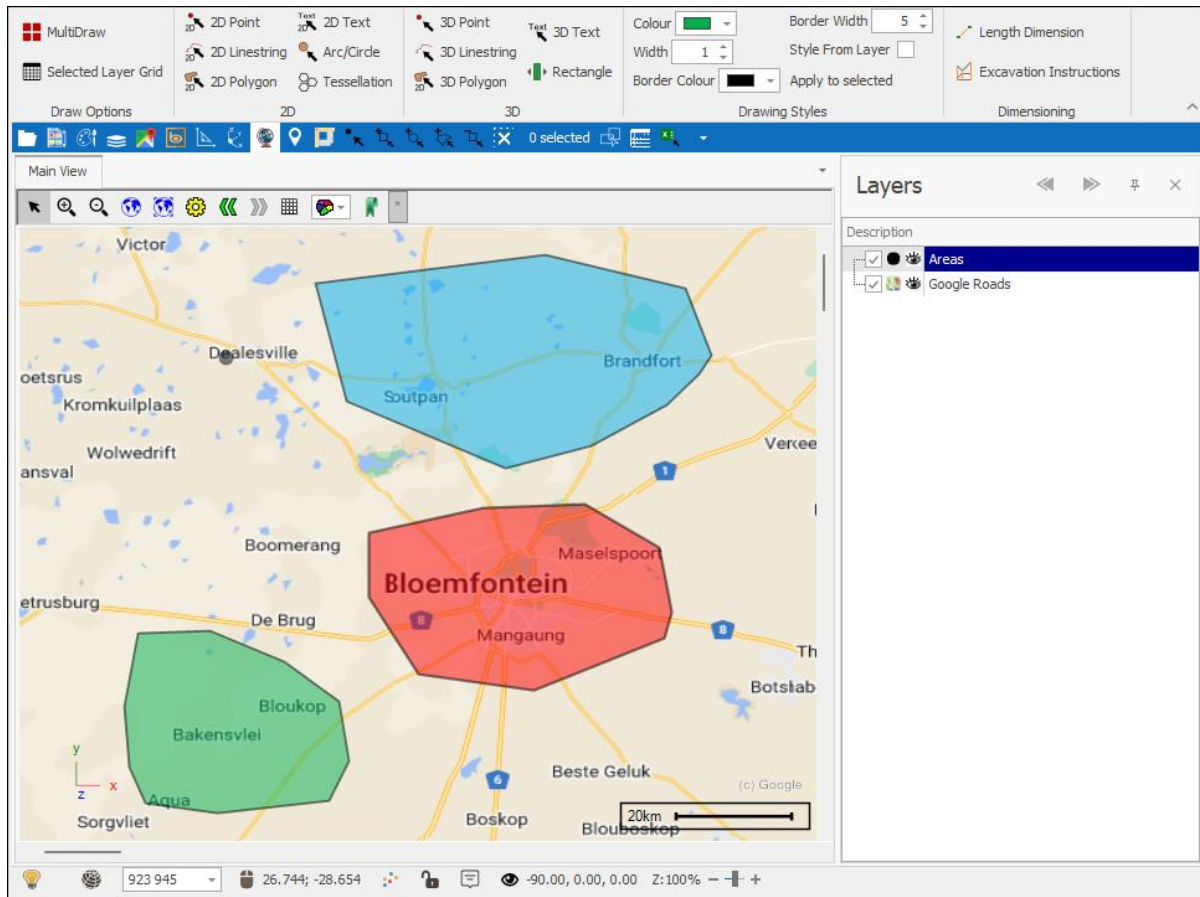 MultiDraw
Selected Layer Grid
Draw Options
2D Point
2D Linestring
2D Polygon
Text 2D Text
Arc/Circle
Tessellation
2D
3D Point
3D Linestring
3D Polygon
Text 3D Text
Rectangle
3D
Colour
Width 1
Border Colour
Border Width 5
Style From Layer
Apply to selected
Drawing Styles
Length Dimension
Excavation Instructions
Dimensioning
0 selected
Main View
Layers
Description
Areas
Google Roads
Victor
Dealesville
oetsrus
Kromkuilplaas
Soutpan
Brandfort
Wolwedrift
ansval
1
Boomerang
Maselspoort
Bloemfontein
etrusburg
De Brug
8
Mangaung
8
Th
Botshab
Bloukop
Bakensvlei
y
x
z
Aqua
Sorgvliet
6
Beste Geluk
(c) Google
Boskop
20km
Blouboskop
923 945
26.744; -28.654
-90.00, 0.00, 0.00
Z:100%